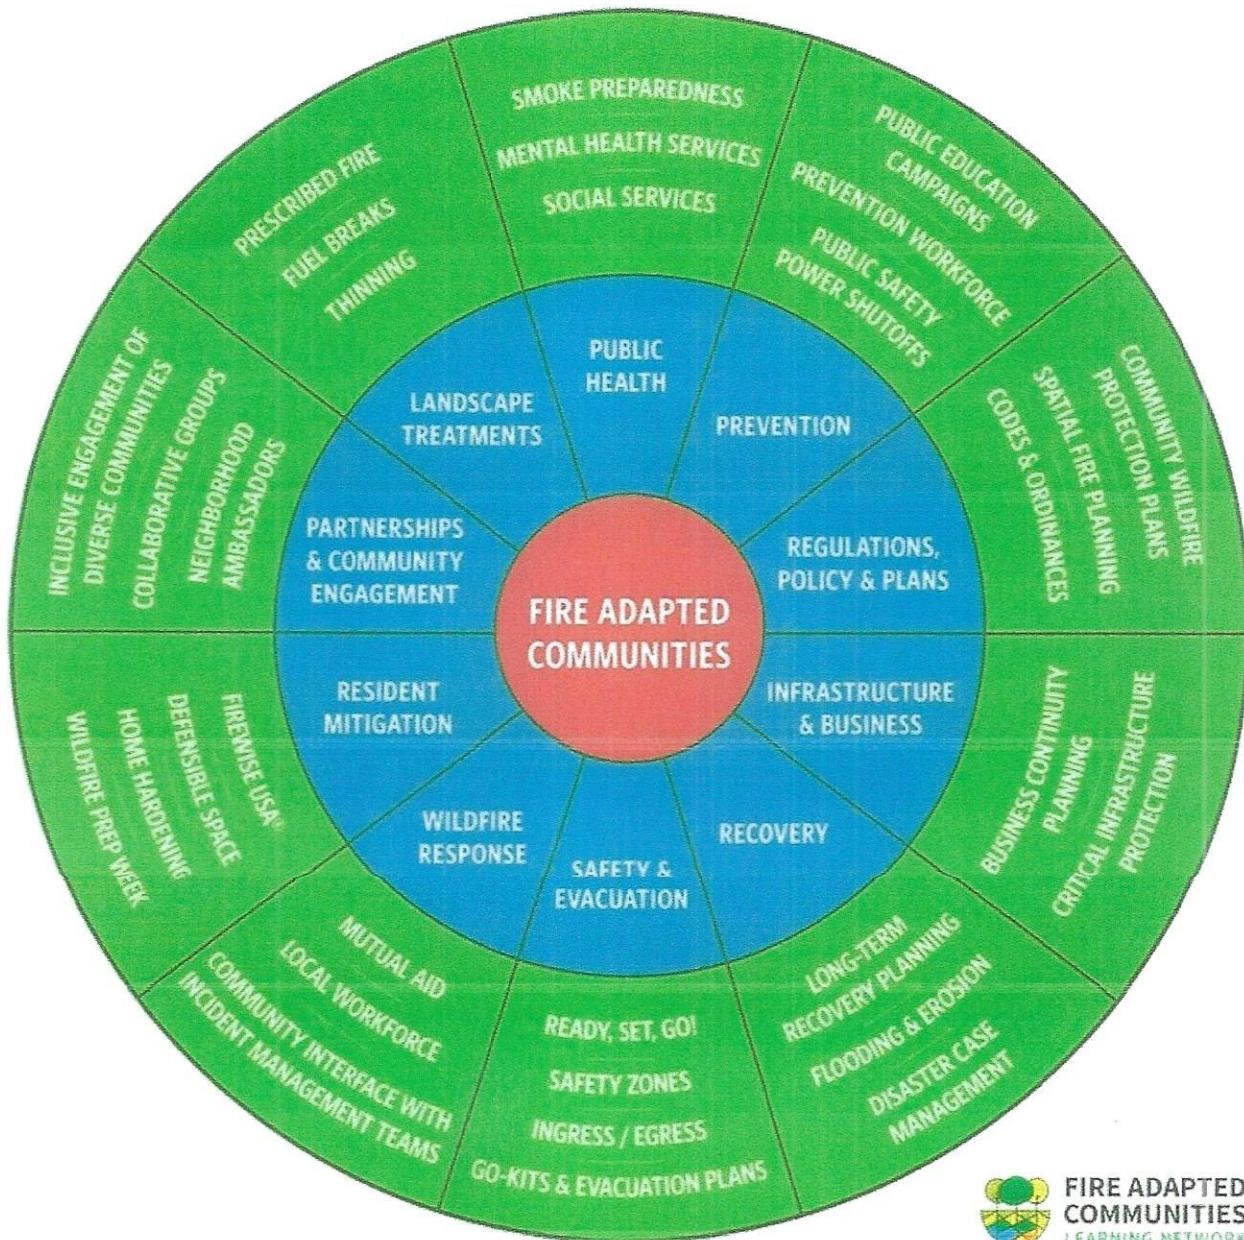 FIRE ADAPTED
COMMUNITIES
PUBLIC
HEALTH
PREVENTION
REGULATIONS,
POLICY & PLANS
INFRASTRUCTURE
& BUSINESS
RECOVERY
SAFETY &
EVACUATION
WILDFIRE
RESPONSE
RESIDENT
MITIGATION
PARTNERSHIPS
& COMMUNITY
ENGAGEMENT
LANDSCAPE
TREATMENTS
SMOKE PREPAREDNESS
MENTAL HEALTH SERVICES
SOCIAL SERVICES
PUBLIC EDUCATION
CAMPAIGNS
PREVENTION WORKFORCE
PUBLIC SAFETY
POWER SHUTOFFS
COMMUNITY WILDFIRE
PROTECTION PLANS
SPATIAL FIRE PLANNING
CODES & ORDINANCES
BUSINESS CONTINUITY
PLANNING
CRITICAL INFRASTRUCTURE
PROTECTION
LONG-TERM
RECOVERY PLANNING
FLOODING & EROSION
DISASTER CASE
MANAGEMENT
READY, SET, GO!
SAFETY ZONES
INGRESS / EGRESS
GO-KITS & EVACUATION PLANS
MUTUAL AID
LOCAL WORKFORCE
COMMUNITY INTERFACE WITH
INCIDENT MANAGEMENT TEAMS
FIREWISE USA®
DEFENSIBLE SPACE
HOME HARDENING
WILDFIRE PREP WEEK
INCLUSIVE ENGAGEMENT OF
DIVERSE COMMUNITIES
COLLABORATIVE GROUPS
NEIGHBORHOOD
AMBASSADORS
PRESCRIBED FIRE
FUEL BREAKS
THINNING
FIRE ADAPTED
COMMUNITIES
LEARNING NETWORK